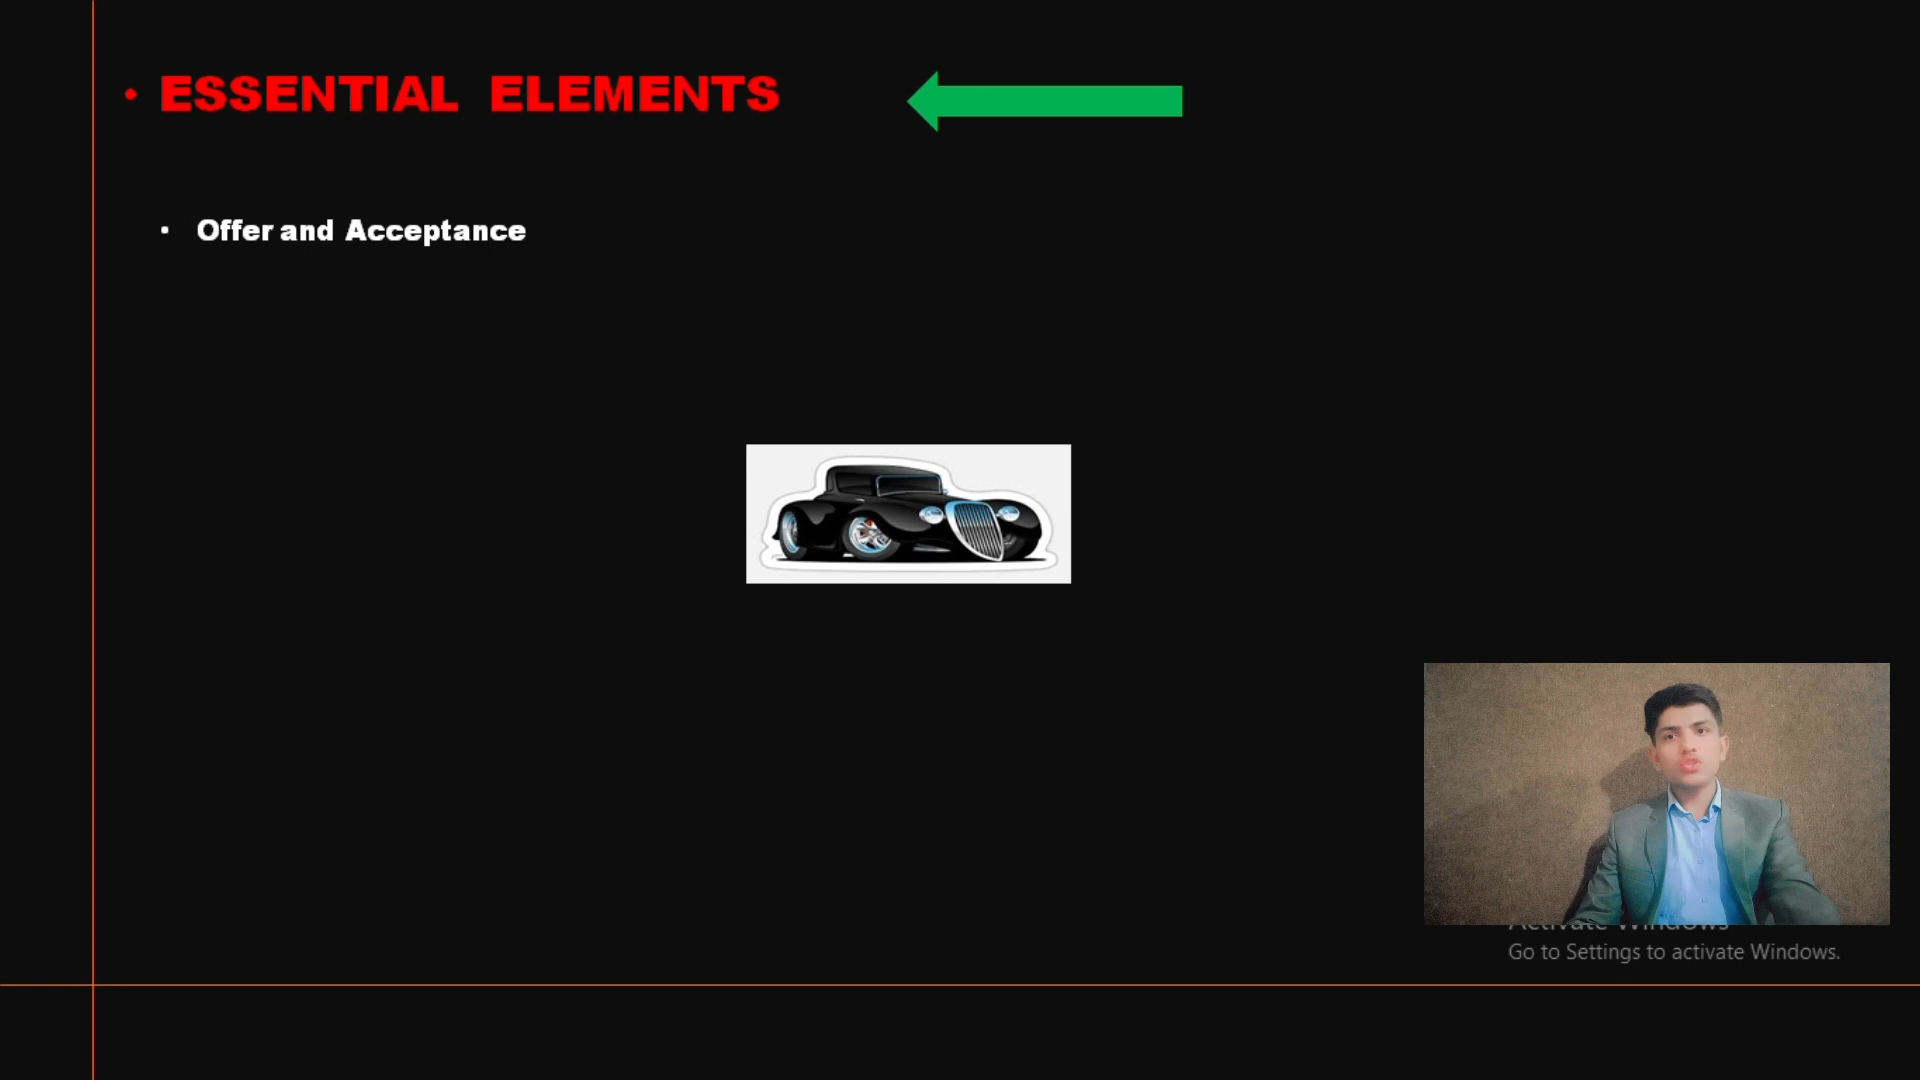 • ESSENTIAL ELEMENTS
• Offer and Acceptance
Activate Windows
Go to Settings to activate Windows.